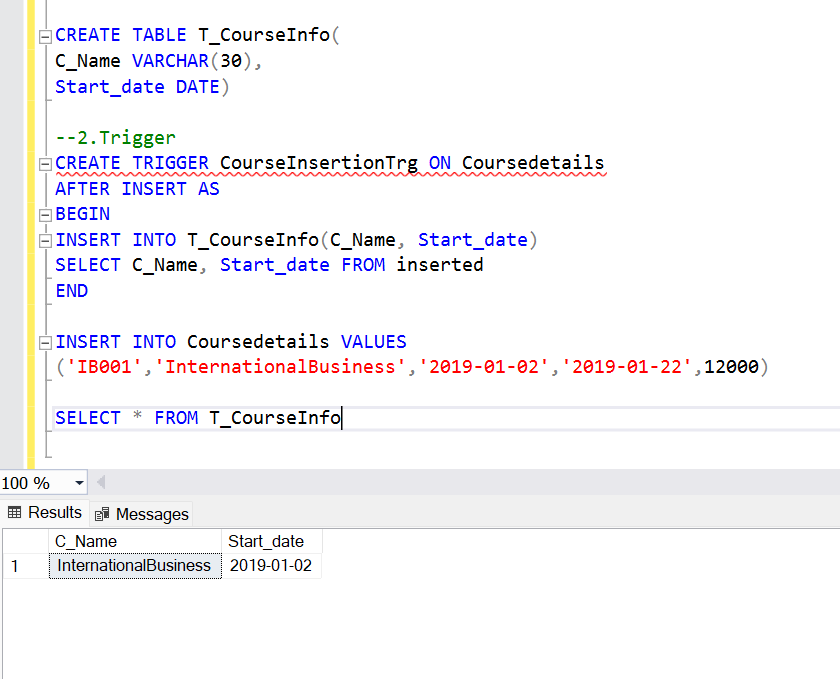 CREATE TABLE T_CourseInfo(
C_Name VARCHAR(30),
Start_date DATE)
--2.Trigger
CREATE TRIGGER CourseInsertionTrg ON Coursedetails
AFTER INSERT AS
BEGIN
INSERT INTO T_CourseInfo(C_Name, Start_date)
SELECT C_Name, Start_date FROM inserted
END
INSERT INTO Coursedetails VALUES
('IB001','InternationalBusiness','2019-01-02','2019-01-22',12000)
SELECT * FROM T_CourseInfo
100 %
Results Messages
C_Name Start_date
1 InternationalBusiness 2019-01-02